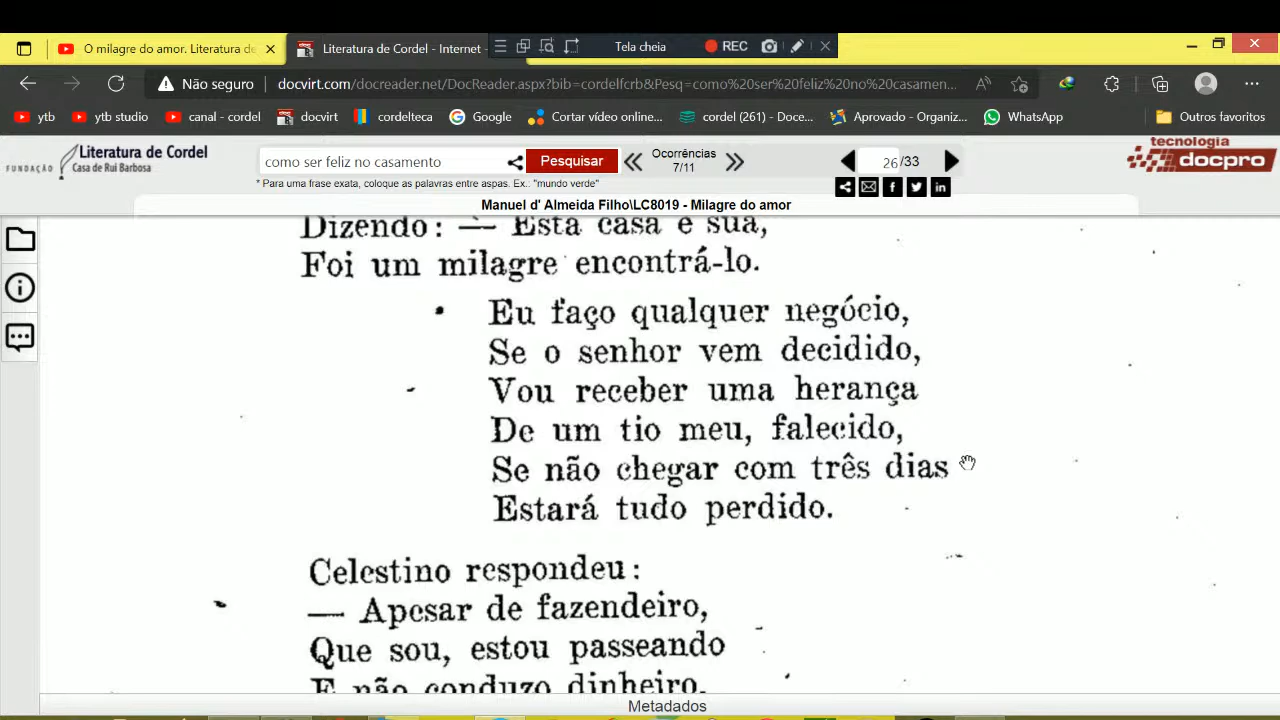 O milagre do amor. Literatura de
Literatura de Cordel - Internet
Tela cheia
REC
Não seguro
docvirt.com/docreader.net/DocReader.aspx?bib=cordelfcrb&Pesq=como%20ser%20feliz%20no%20casamen...
ytb
ytb studio
canal - cordel
docvirt
cordelteca
Google
Cortar vídeo online...
cordel (261) - Doce...
Aprovado - Organiz...
WhatsApp
Outros favoritos
FUNDAÇÃO
Literatura de Cordel
Casa de Rui Barbosa
como ser feliz no casamento
Pesquisar
Ocorrências
7/11
26 /33
tecnologia
docpro
* Para uma frase exata, coloque as palavras entre aspas. Ex.: "mundo verde"
Manuel d' Almeida Filho\LC8019 - Milagre do amor
Dizendo: — Esta casa é sua,
Foi um milagre encontrá-lo.
Eu faço qualquer negócio,
Se o senhor vem decidido,
Vou receber uma herança
De um tio meu, falecido,
Se não chegar com três dias
Estará tudo perdido.
Celestino respondeu:
— Apesar de fazendeiro,
Que sou, estou passeando
E não conduzo dinheiro,
Metadados